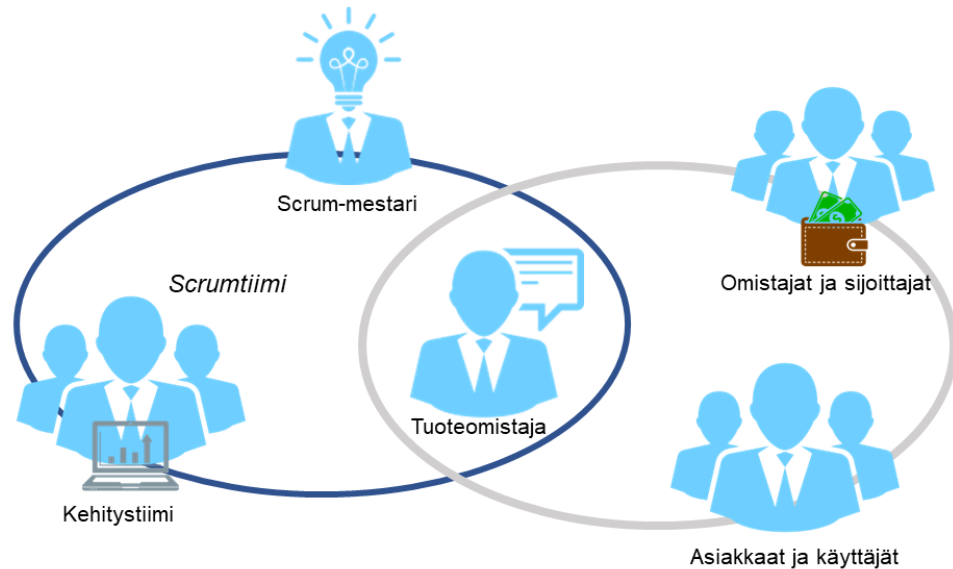 Scrum-mestari
Scrumtiimi
Omistajat ja sijoittajat
Tuoteomistaja
Kehitystiimi
Asiakkaat ja käyttäjät